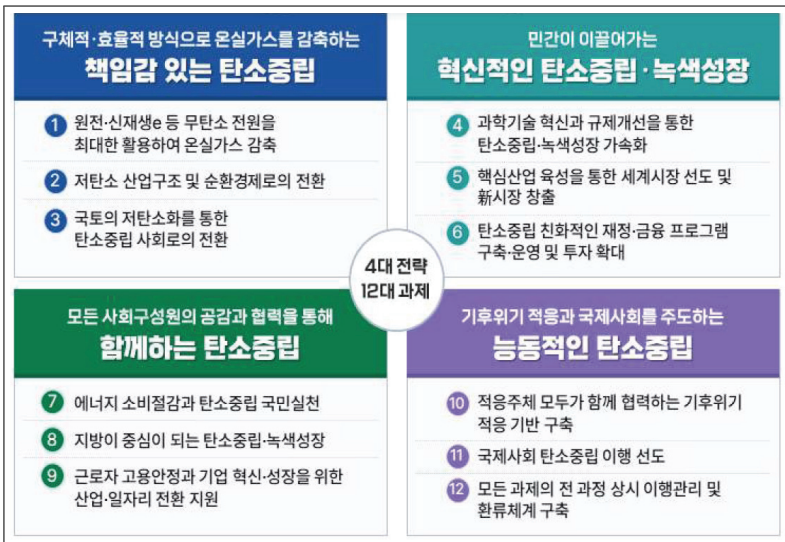 구체적·효율적 방식으로 온실가스를 감축하는
책임감 있는 탄소중립
1 원전·신재생e 등 무탄소 전원을
최대한 활용하여 온실가스 감축
2 저탄소 산업구조 및 순환경제로의 전환
3 국토의 저탄소화를 통한
탄소중립 사회로의 전환
민간이 이끌어가는
혁신적인 탄소중립·녹색성장
4 과학기술 혁신과 규제개선을 통한
탄소중립·녹색성장 가속화
5 핵심산업 육성을 통한 세계시장 선도 및
新시장 창출
6 탄소중립 친화적인 재정·금융 프로그램
구축·운영 및 투자 확대
4대 전략
12대 과제
모든 사회구성원의 공감과 협력을 통해
함께하는 탄소중립
7 에너지 소비절감과 탄소중립 국민실천
8 지방이 중심이 되는 탄소중립·녹색성장
9 근로자 고용안정과 기업 혁신·성장을 위한
산업·일자리 전환 지원
기후위기 적응과 국제사회를 주도하는
능동적인 탄소중립
10 적응주체 모두가 함께 협력하는 기후위기
적응 기반 구축
11 국제사회 탄소중립 이행 선도
12 모든 과제의 전 과정 상시 이행관리 및
환류체계 구축